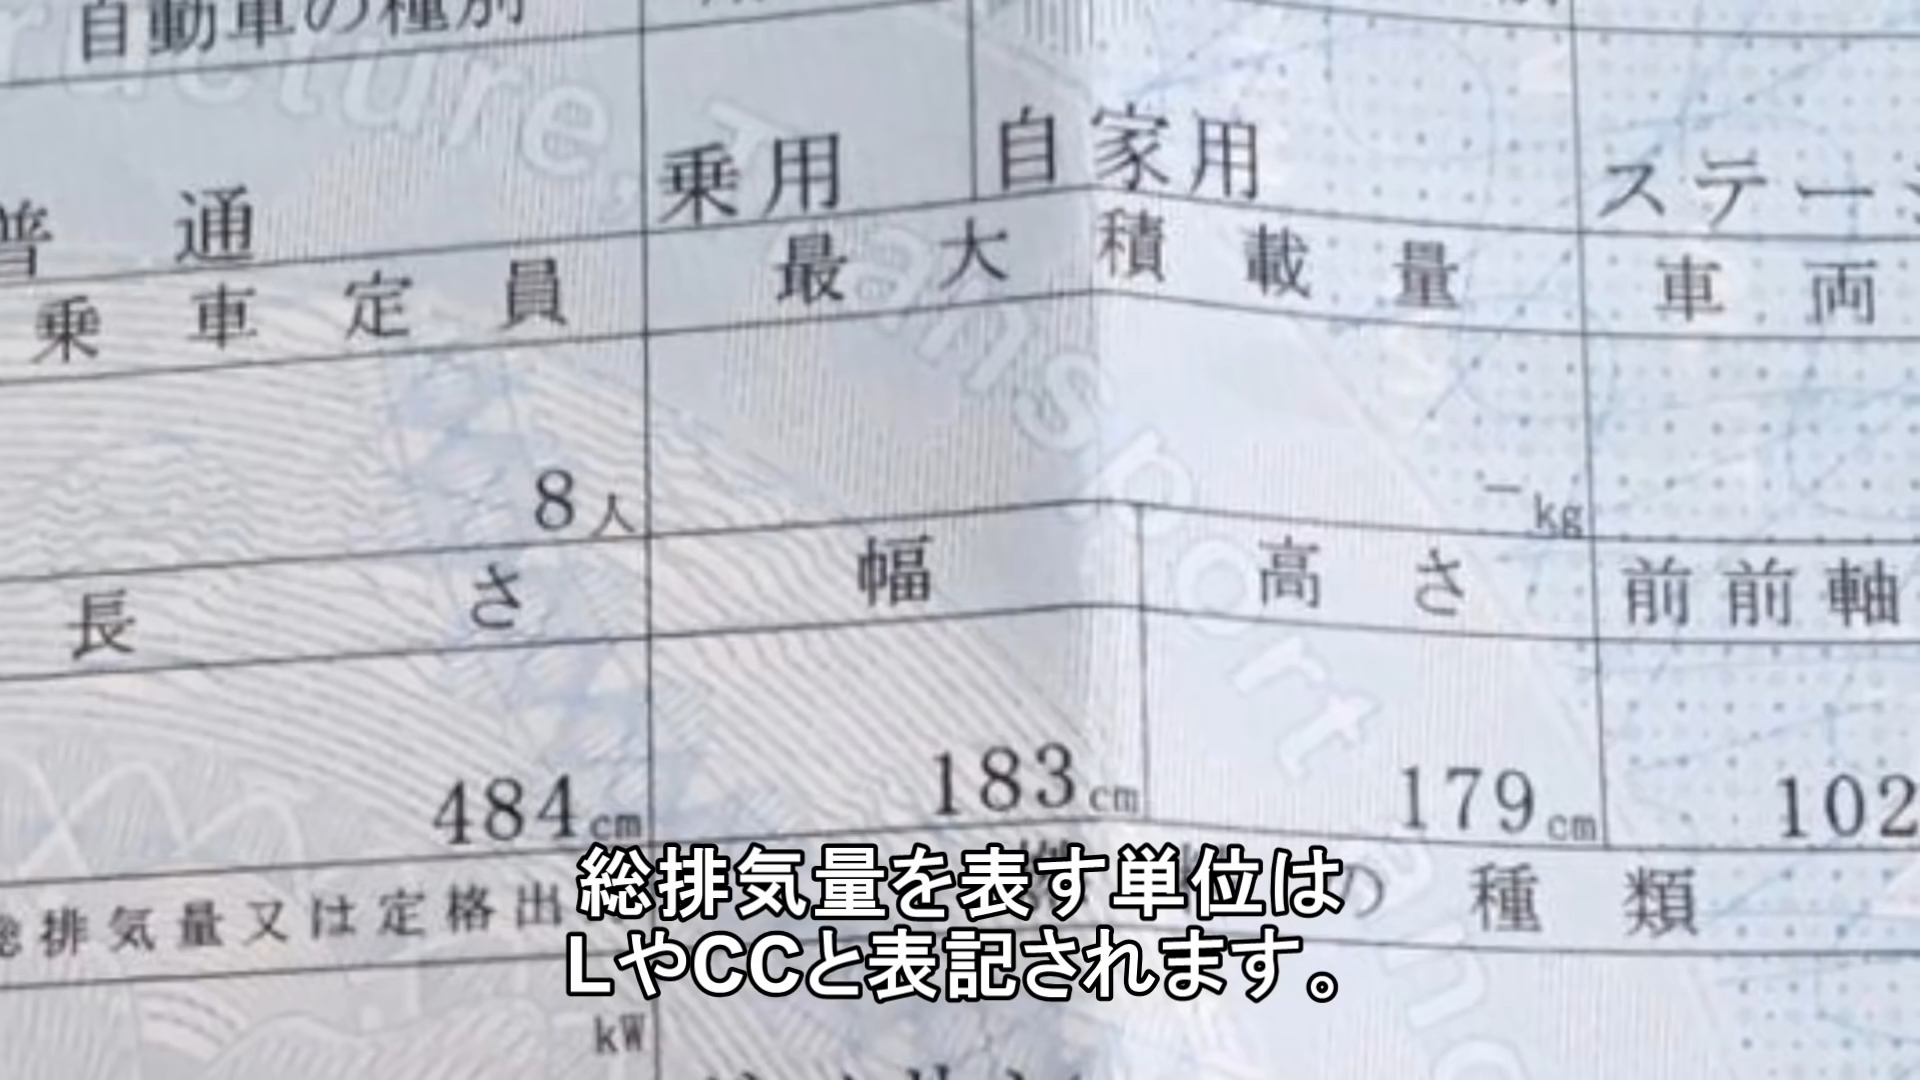 自動車の種別
普通 乗用 自家用 ステー
乗車定員 最大積載量 車両
8人 -kg
長さ 幅 高さ 前前軸
484cm 183cm 179cm 102
総排気量又は定格出 の種類
総排気量を表す単位は
LやCCと表記されます。
kW
ture, Transport